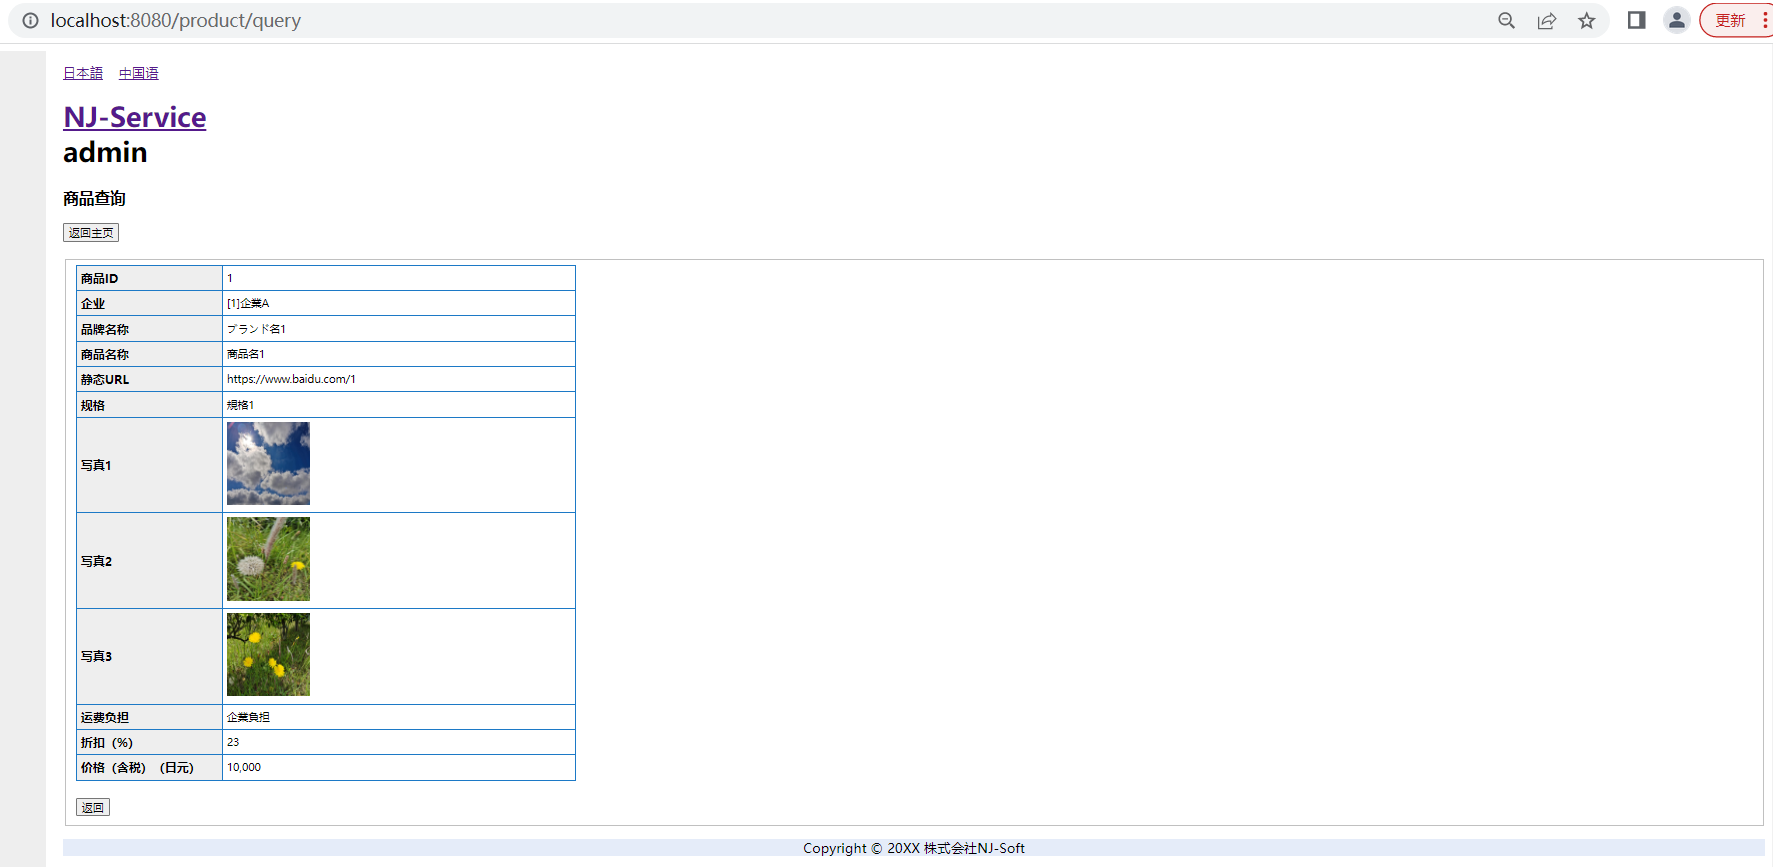 localhost:8080/product/query
更新
日本語 中国语
NJ-Service
admin
商品查询
返回主页
商品ID 1
企业 [1]企業A
品牌名称 ブランド名1
商品名称 商品名1
静态URL https://www.baidu.com/1
规格 規格1
写真1
写真2
写真3
运费负担 企業負担
折扣（%） 23
价格（含税）（日元） 10,000
返回
Copyright © 20XX 株式会社NJ-Soft